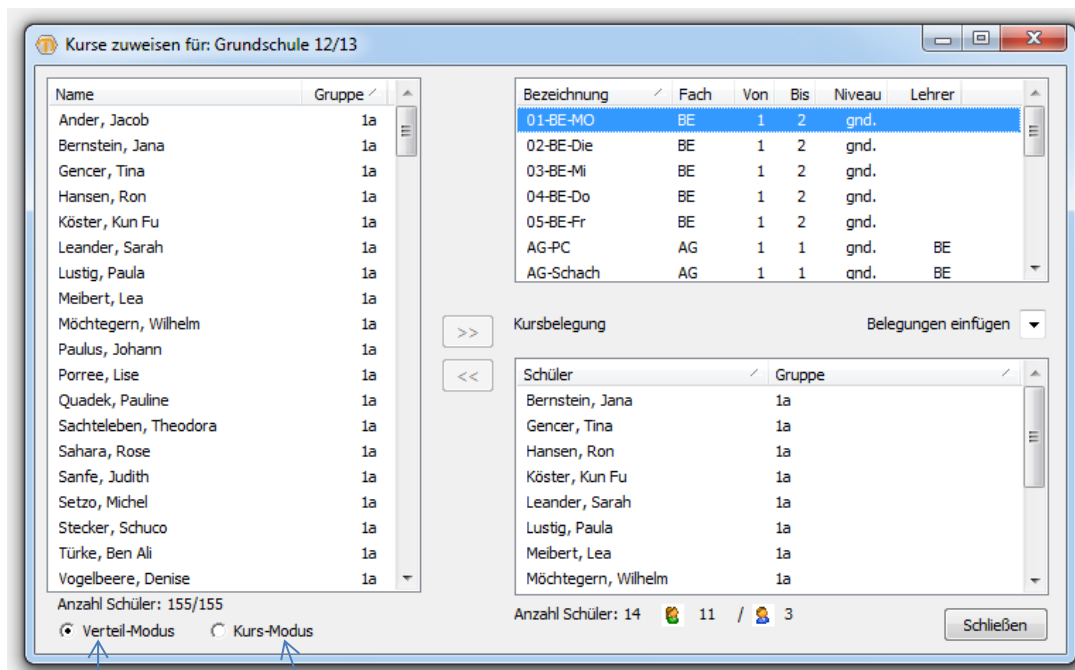 Kurse zuweisen für: Grundschule 12/13
Name Gruppe
Ander, Jacob 1a
Bernstein, Jana 1a
Gencer, Tina 1a
Hansen, Ron 1a
Köster, Kun Fu 1a
Leander, Sarah 1a
Lustig, Paula 1a
Meibert, Lea 1a
Möchtegern, Wilhelm 1a
Paulus, Johann 1a
Porree, Lise 1a
Quadek, Pauline 1a
Sachteleben, Theodora 1a
Sahara, Rose 1a
Sanfe, Judith 1a
Setzo, Michel 1a
Stecker, Schuco 1a
Türke, Ben Ali 1a
Vogelbeere, Denise 1a
Anzahl Schüler: 155/155
Verteil-Modus Kurs-Modus
>>
<<
Bezeichnung Fach Von Bis Niveau Lehrer
01-BE-MO BE 1 2 gnd.
02-BE-Die BE 1 2 gnd.
03-BE-Mi BE 1 2 gnd.
04-BE-Do BE 1 2 gnd.
05-BE-Fr BE 1 2 gnd.
AG-PC AG 1 1 gnd. BE
AG-Schach AG 1 1 gnd. BE
Kursbelegung Belegungen einfügen
Schüler Gruppe
Bernstein, Jana 1a
Gencer, Tina 1a
Hansen, Ron 1a
Köster, Kun Fu 1a
Leander, Sarah 1a
Lustig, Paula 1a
Meibert, Lea 1a
Möchtegern, Wilhelm 1a
Anzahl Schüler: 14 11 / 3
Schließen